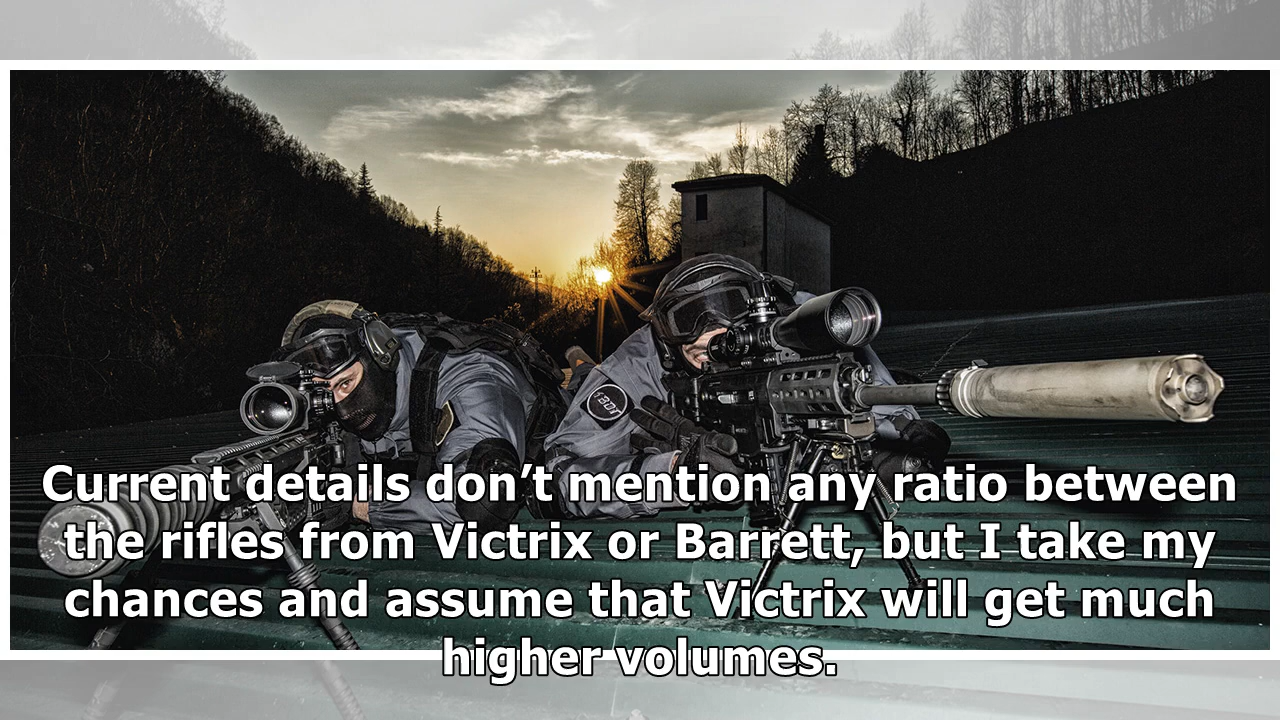 Current details don’t mention any ratio between
the rifles from Victrix or Barrett, but I take my
chances and assume that Victrix will get much
higher volumes.